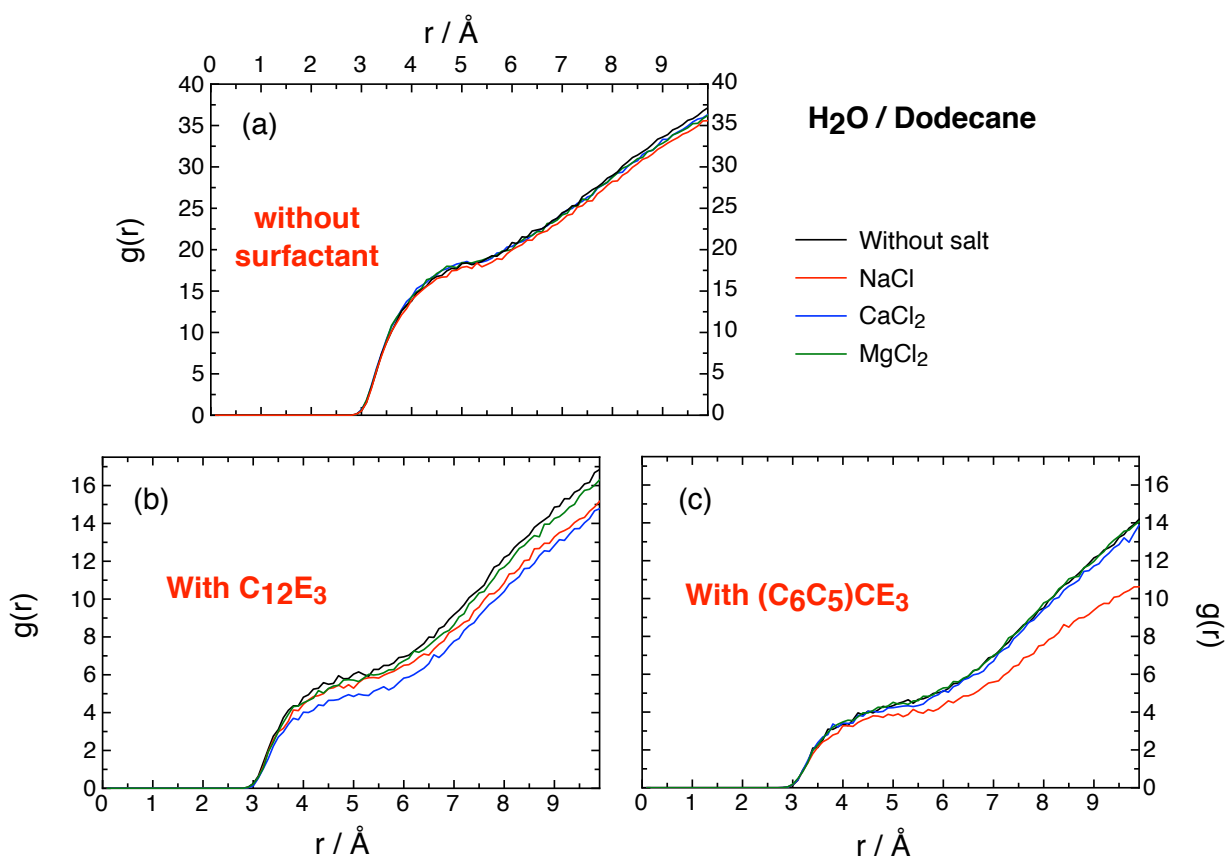 r / Å
0 1 2 3 4 5 6 7 8 9
40 35 30 25 20 15 10 5 0
g(r)
(a)
without
surfactant
40 35 30 25 20 15 10 5 0
H2O / Dodecane
Without salt
NaCl
CaCl2
MgCl2
16 14 12 10 8 6 4 2 0
g(r)
(b)
With C12E3
0 1 2 3 4 5 6 7 8 9
r / Å
(c)
With (C6C5)CE3
16 14 12 10 8 6 4 2 0
g(r)
0 1 2 3 4 5 6 7 8 9
r / Å